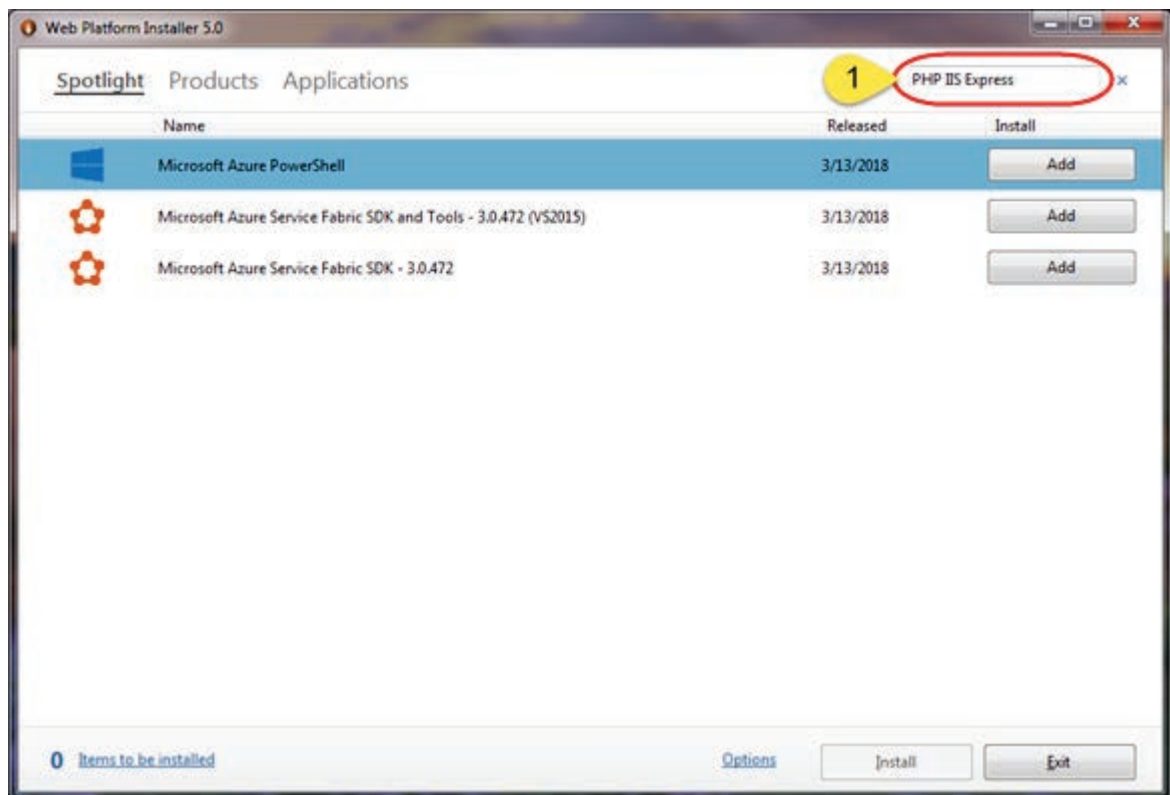 Web Platform Installer 5.0
Spotlight Products Applications
1
PHP IIS Express
Name Released Install
Microsoft Azure PowerShell 3/13/2018 Add
Microsoft Azure Service Fabric SDK and Tools - 3.0.472 (VS2015) 3/13/2018 Add
Microsoft Azure Service Fabric SDK - 3.0.472 3/13/2018 Add
0 Items to be installed Options Install Exit